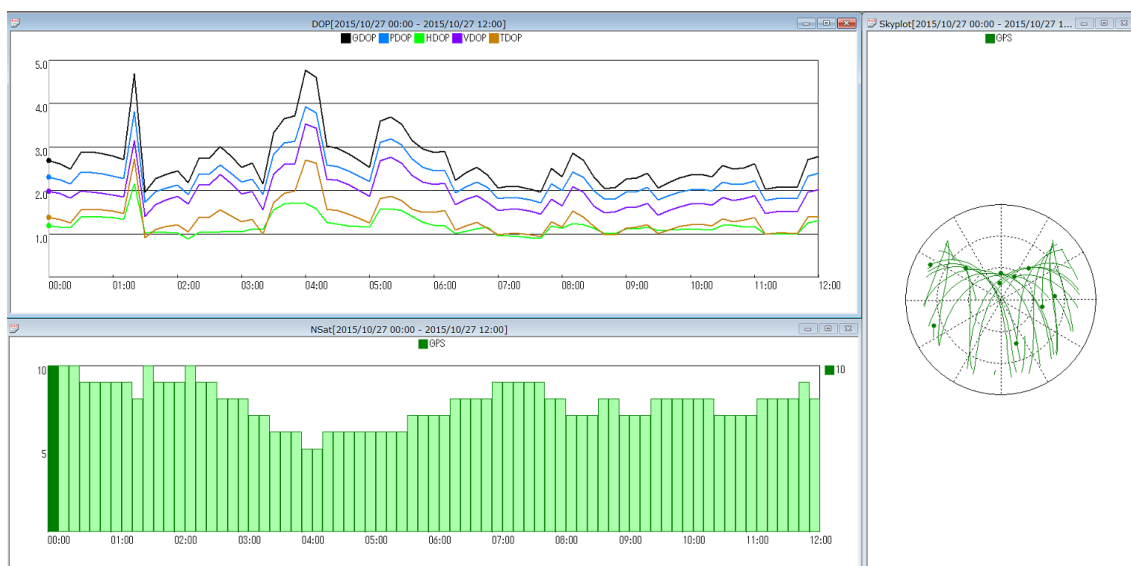 DOP[2015/10/27 00:00 - 2015/10/27 12:00]
GDOP PDOP HDOP VDOP TDOP
5.0
4.0
3.0
2.0
1.0
00:00 01:00 02:00 03:00 04:00 05:00 06:00 07:00 08:00 09:00 10:00 11:00 12:00
NSat[2015/10/27 00:00 - 2015/10/27 12:00]
GPS
10
10
5
00:00 01:00 02:00 03:00 04:00 05:00 06:00 07:00 08:00 09:00 10:00 11:00 12:00
Skyplot[2015/10/27 00:00 - 2015/10/27 1...
GPS